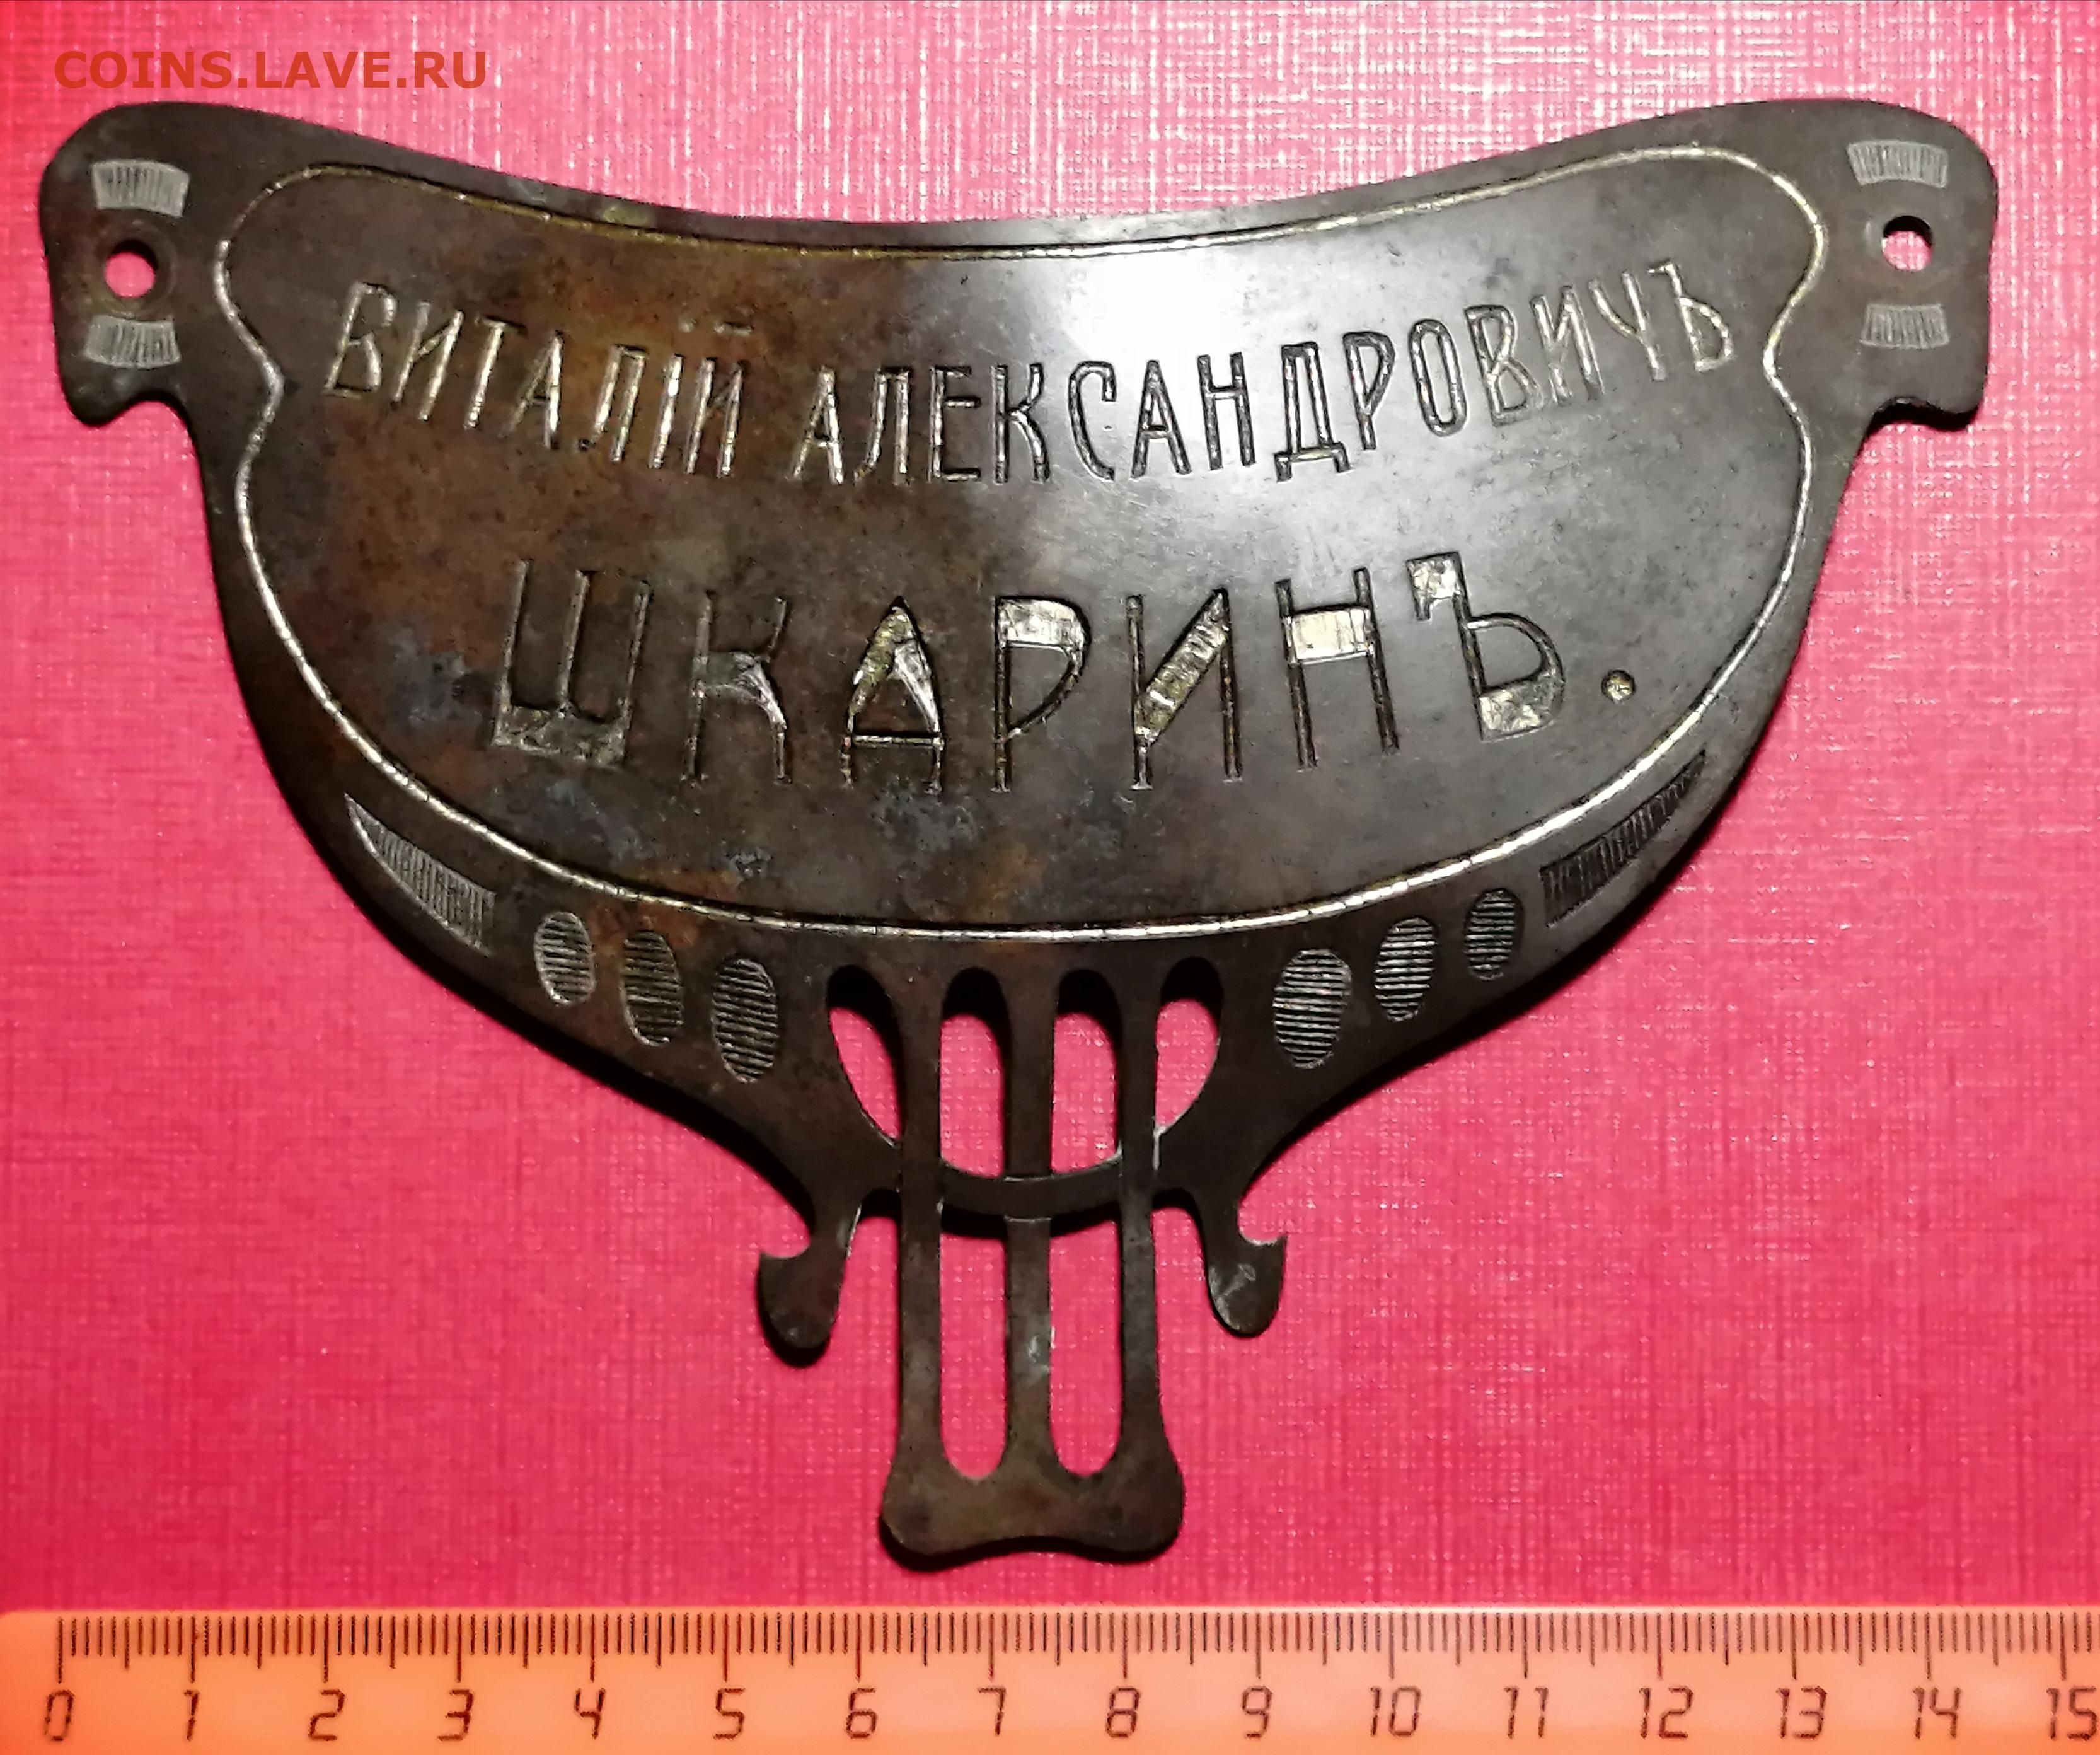 COINS.LAVE.RU
ВИТАЛІЙ АЛЕКСАНДРОВИЧЪ
ШКАРИНЪ.
0 1 2 3 4 5 6 7 8 9 10 11 12 13 14 15